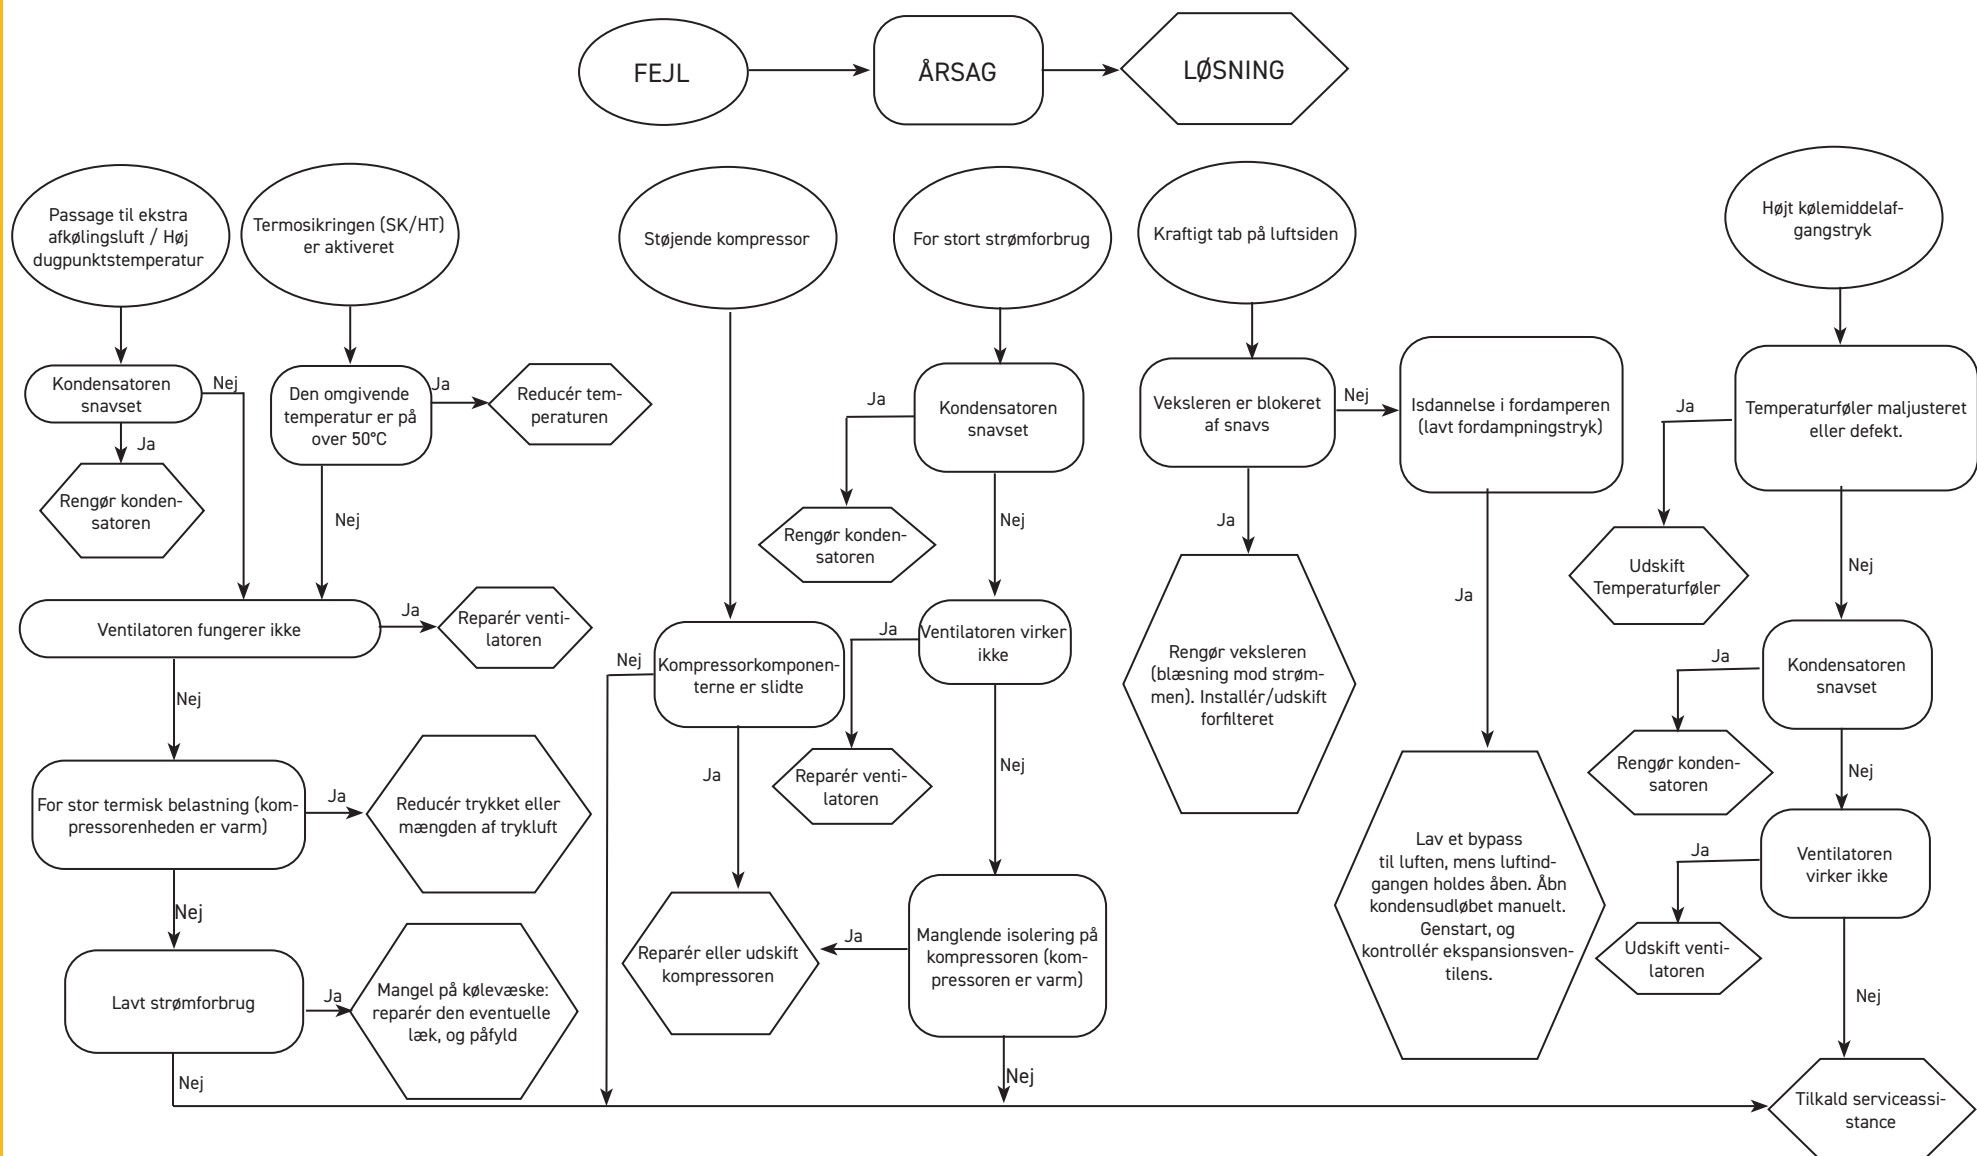 FEJL
ÅRSAG
LØSNING
Passage til ekstra
afkølingsluft / Høj
dugpunktstemperatur
Termosikringen (SK/HT)
er aktiveret
Støjende kompressor
For stort strømforbrug
Kraftigt tab på luftsiden
Højt kølemiddelaf-
gangstryk
Kondensatoren
snavset
Nej
Ja
Rengør konden-
satoren
Den omgivende
temperatur er på
over 50°C
Ja
Reducér tem-
peraturen
Nej
Ventilatoren fungerer ikke
Ja
Reparér venti-
latoren
Nej
For stor termisk belastning (kom-
pressorenheden er varm)
Ja
Reducér trykket eller
mængden af trykluft
Nej
Lavt strømforbrug
Ja
Mangel på kølevæske:
reparér den eventuelle
læk, og påfyld
Nej
Kompressorkomponen-
terne er slidte
Nej
Ja
Reparér eller udskift
kompressoren
Kondensatoren
snavset
Ja
Rengør konden-
satoren
Nej
Ventilatoren virker
ikke
Ja
Reparér venti-
latoren
Nej
Manglende isolering på
kompressoren (kom-
pressoren er varm)
Ja
Nej
Veksleren er blokeret
af snavs
Nej
Ja
Rengør veksleren
(blæsning mod strøm-
men). Installér/udskift
forfilteret
Isdannelse i fordamperen
(lavt fordampningstryk)
Ja
Lav et bypass
til luften, mens luftind-
gangen holdes åben. Åbn
kondensudløbet manuelt.
Genstart, og
kontrollér ekspansionsven-
tilens.
Temperaturføler maljusteret
eller defekt.
Ja
Udskift
Temperaturføler
Nej
Kondensatoren
snavset
Ja
Rengør konden-
satoren
Nej
Ventilatoren
virker ikke
Ja
Udskift venti-
latoren
Nej
Tilkald serviceassi-
stance